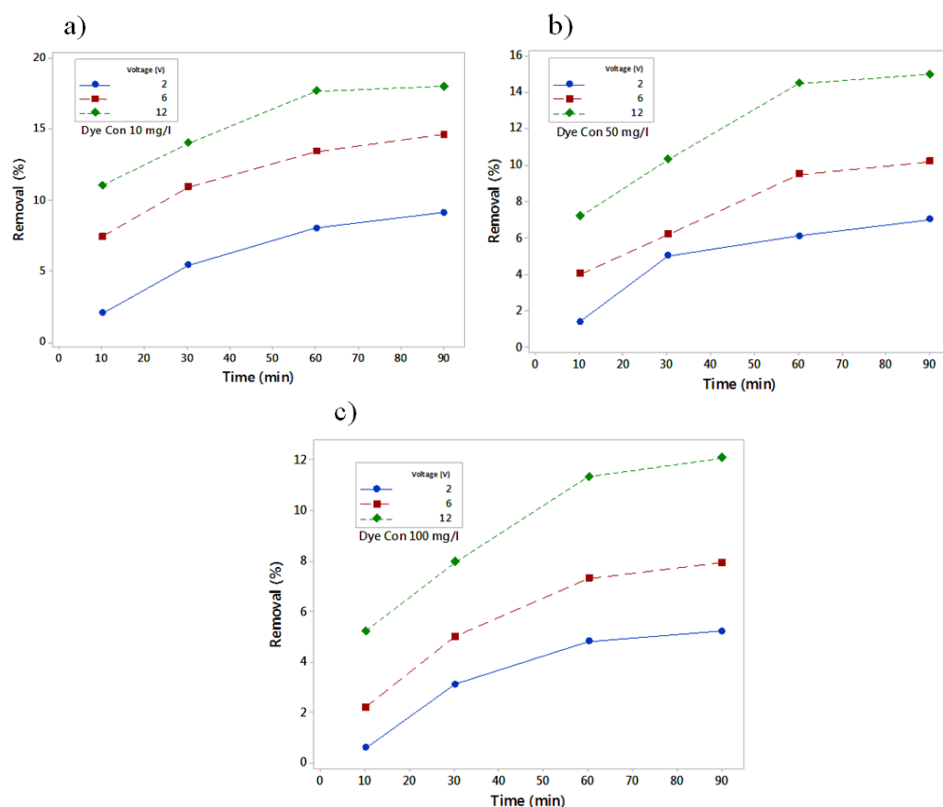 a)
20
15
10
5
0
Removal (%)
Voltage (V)
2
6
12
Dye Con 10 mg/l
0 10 20 30 40 50 60 70 80 90
Time (min)
b)
16
14
12
10
8
6
4
2
0
Removal (%)
Voltage (V)
2
6
12
Dye Con 50 mg/l
0 10 20 30 40 50 60 70 80 90
Time (min)
c)
12
10
8
6
4
2
0
Removal (%)
Voltage (V)
2
6
12
Dye Con 100 mg/l
0 10 20 30 40 50 60 70 80 90
Time (min)